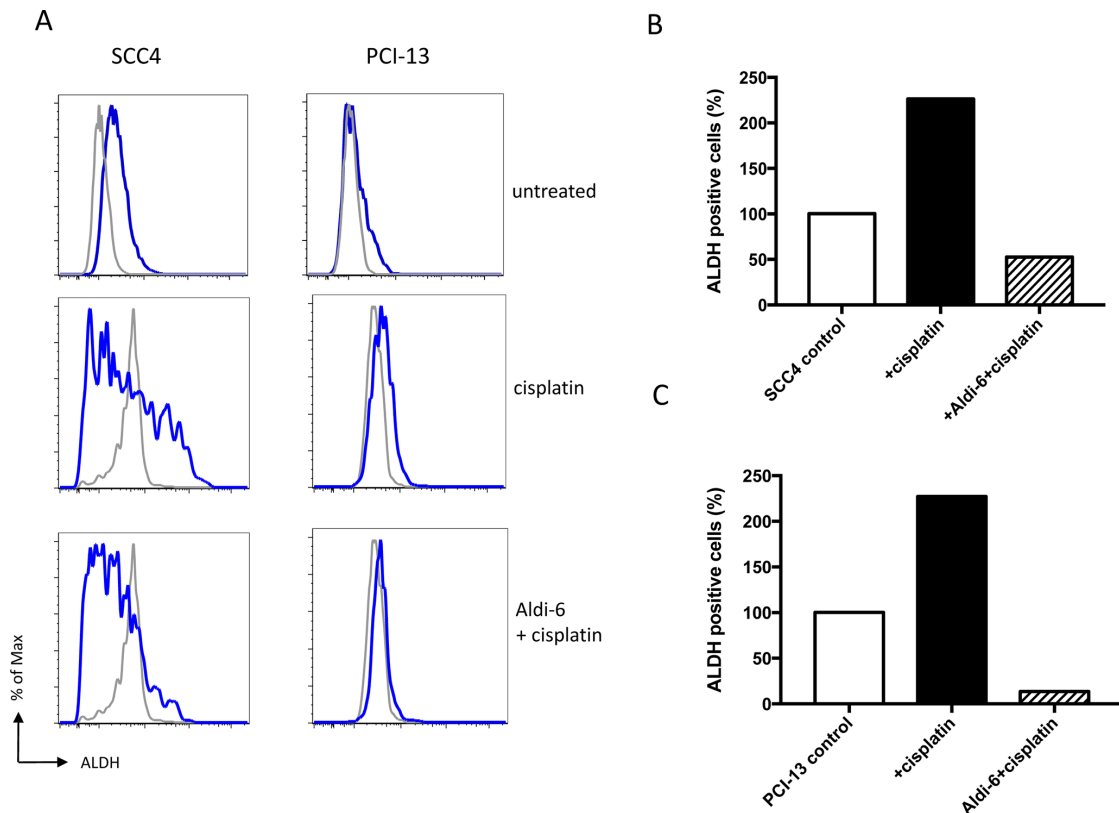 A
SCC4
PCI-13
untreated
cisplatin
Aldi-6
+ cisplatin
% of Max
ALDH
B
ALDH positive cells (%)
250
200
150
100
50
0
SCC4 control
+cisplatin
+Aldi-6+cisplatin
C
ALDH positive cells (%)
250
200
150
100
50
0
PCI-13 control
+cisplatin
Aldi-6+cisplatin